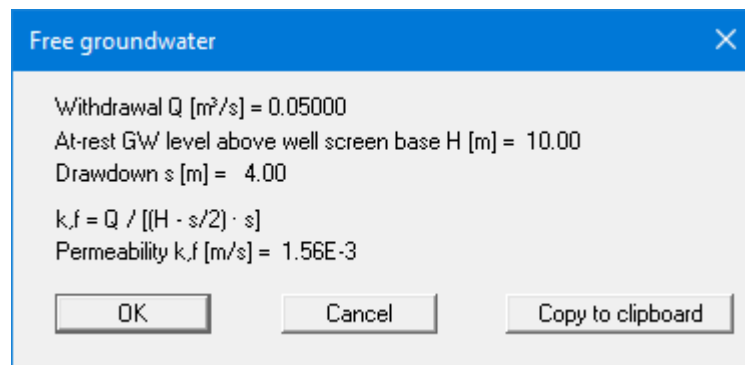 Free groundwater
Withdrawal Q [m³/s] = 0.05000
At-rest GW level above well screen base H [m] = 10.00
Drawdown s [m] = 4.00
k,f = Q / [(H - s/2) · s]
Permeability k,f [m/s] = 1.56E-3
OK Cancel Copy to clipboard